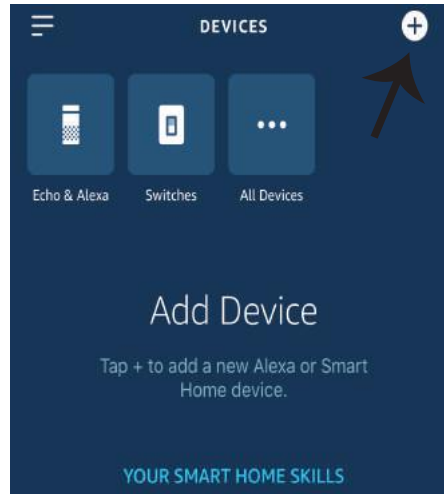 DEVICES
Echo & Alexa Switches All Devices
Add Device
Tap + to add a new Alexa or Smart
Home device.
YOUR SMART HOME SKILLS